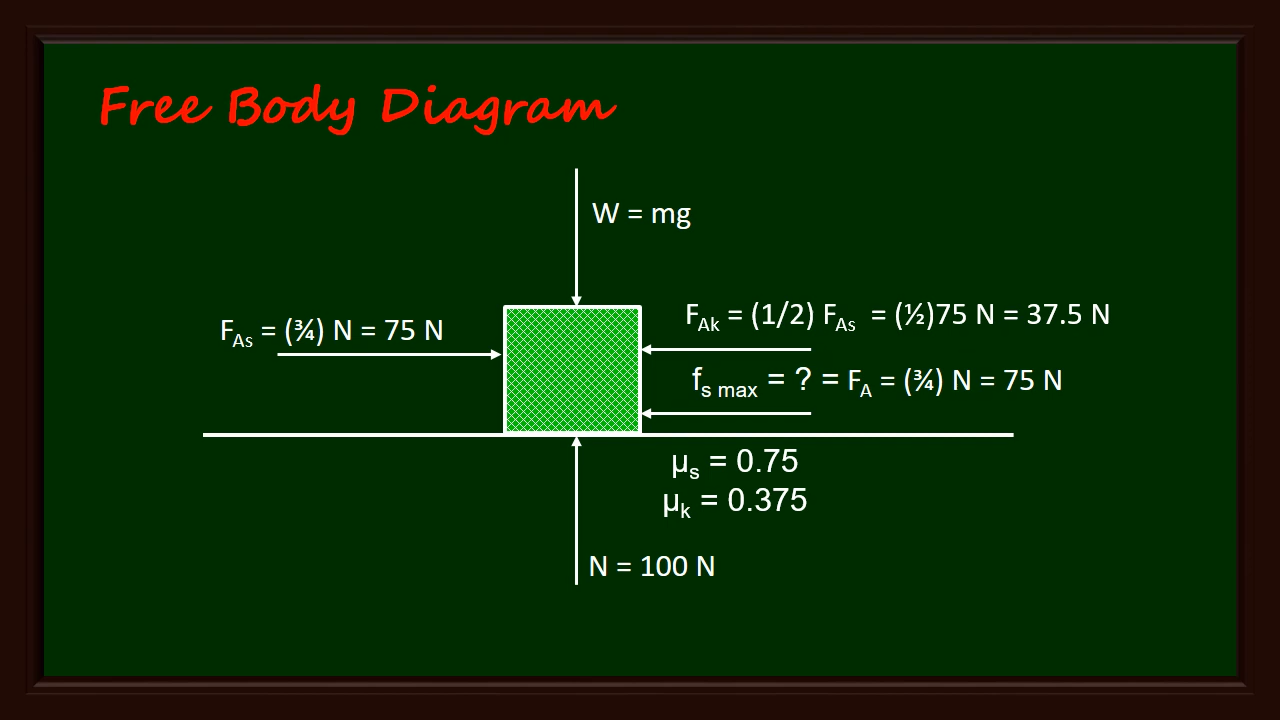 Free Body Diagram
W = mg
F_As = (¾) N = 75 N
F_Ak = (1/2) F_As = (½)75 N = 37.5 N
f_s max = ? = F_A = (¾) N = 75 N
μ_s = 0.75
μ_k = 0.375
N = 100 N